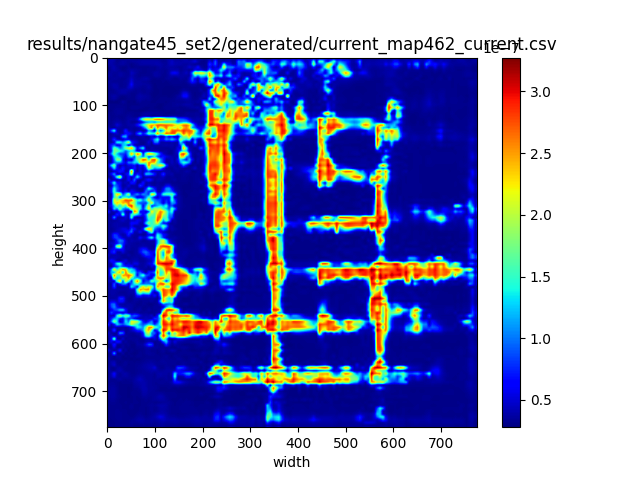 results/nangate45_set2/generated/current_map462_current.csv
1e−7
0
100
200
300
400
500
600
700
height
0 100 200 300 400 500 600 700
width
3.0
2.5
2.0
1.5
1.0
0.5